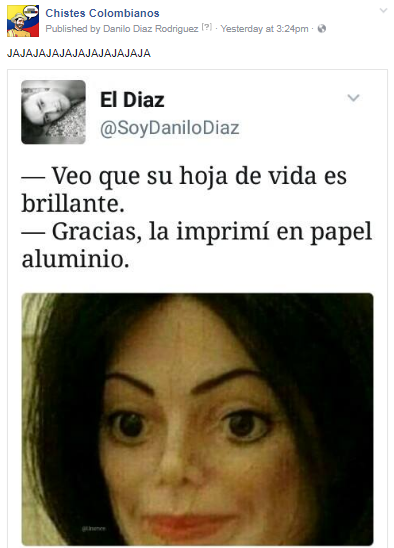 Chistes Colombianos
Published by Danilo Diaz Rodriguez [?] · Yesterday at 3:24pm ·
JAJAJAJAJAJAJAJAJAJAJA
El Diaz
@SoyDaniloDiaz
— Veo que su hoja de vida es
brillante.
— Gracias, la imprimí en papel
aluminio.